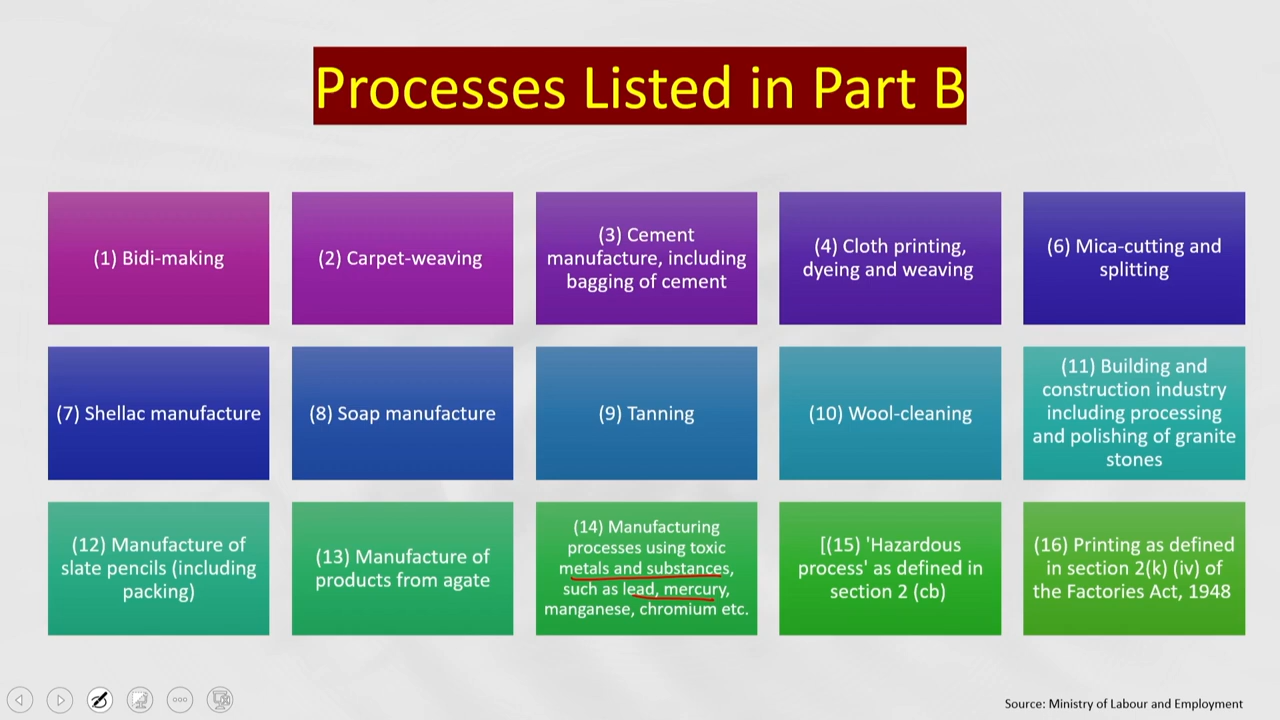 Processes Listed in Part B
(1) Bidi-making
(2) Carpet-weaving
(3) Cement
manufacture, including
bagging of cement
(4) Cloth printing,
dyeing and weaving
(6) Mica-cutting and
splitting
(7) Shellac manufacture
(8) Soap manufacture
(9) Tanning
(10) Wool-cleaning
(11) Building and
construction industry
including processing
and polishing of granite
stones
(12) Manufacture of
slate pencils (including
packing)
(13) Manufacture of
products from agate
(14) Manufacturing
processes using toxic
metals and substances,
such as lead, mercury,
manganese, chromium etc.
[(15) 'Hazardous
process' as defined in
section 2 (cb)
(16) Printing as defined
in section 2(k) (iv) of
the Factories Act, 1948
Source: Ministry of Labour and Employment